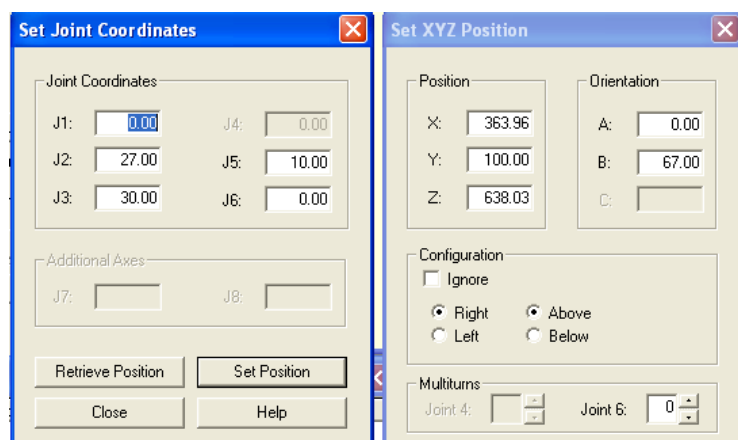 Set Joint Coordinates
Joint Coordinates
J1: 0.00 J4: 0.00
J2: 27.00 J5: 10.00
J3: 30.00 J6: 0.00
Additional Axes
J7: J8:
Retrieve Position Set Position
Close Help
Set XYZ Position
Position
X: 363.96
Y: 100.00
Z: 638.03
Orientation
A: 0.00
B: 67.00
C:
Configuration
Ignore
Right Above
Left Below
Multiturns
Joint 4: Joint 6: 0